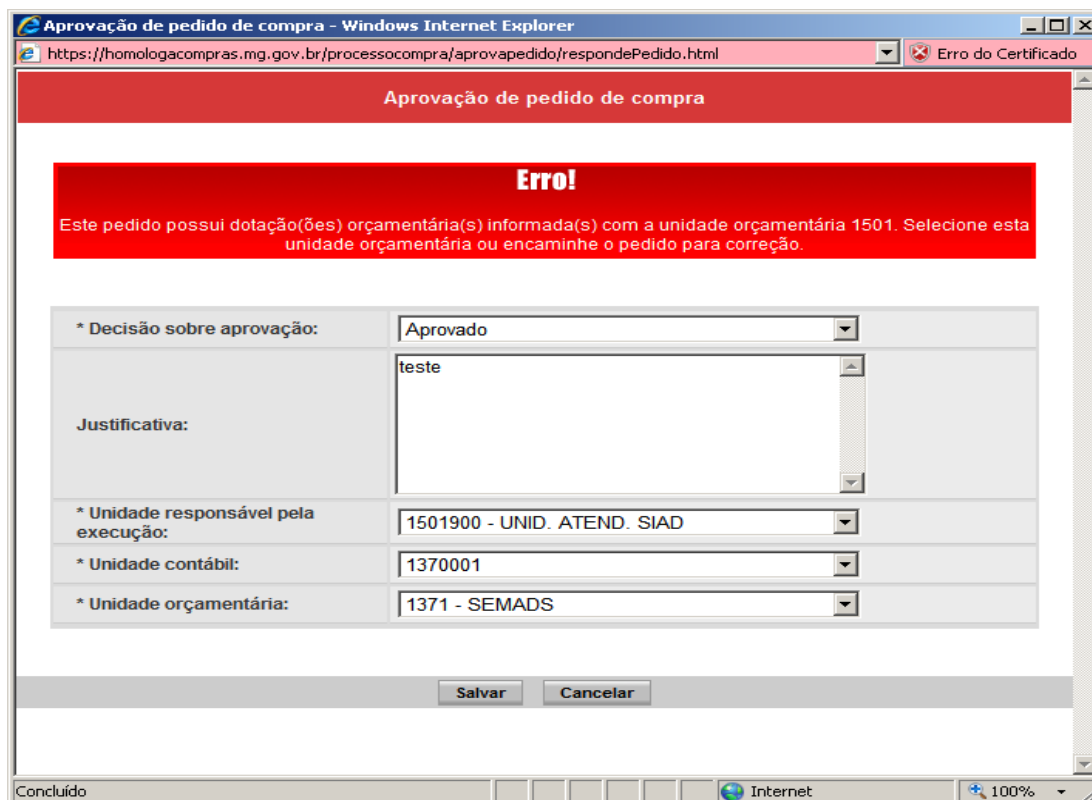 Aprovação de pedido de compra - Windows Internet Explorer
https://homologacompras.mg.gov.br/processocompra/aprovapedido/respondePedido.html
Erro do Certificado
Aprovação de pedido de compra
Erro!
Este pedido possui dotação(ões) orçamentária(s) informada(s) com a unidade orçamentária 1501. Selecione esta
unidade orçamentária ou encaminhe o pedido para correção.
* Decisão sobre aprovação:
Aprovado
Justificativa:
teste
* Unidade responsável pela
execução:
1501900 - UNID. ATEND. SIAD
* Unidade contábil:
1370001
* Unidade orçamentária:
1371 - SEMADS
Salvar
Cancelar
Concluído
Internet
100%